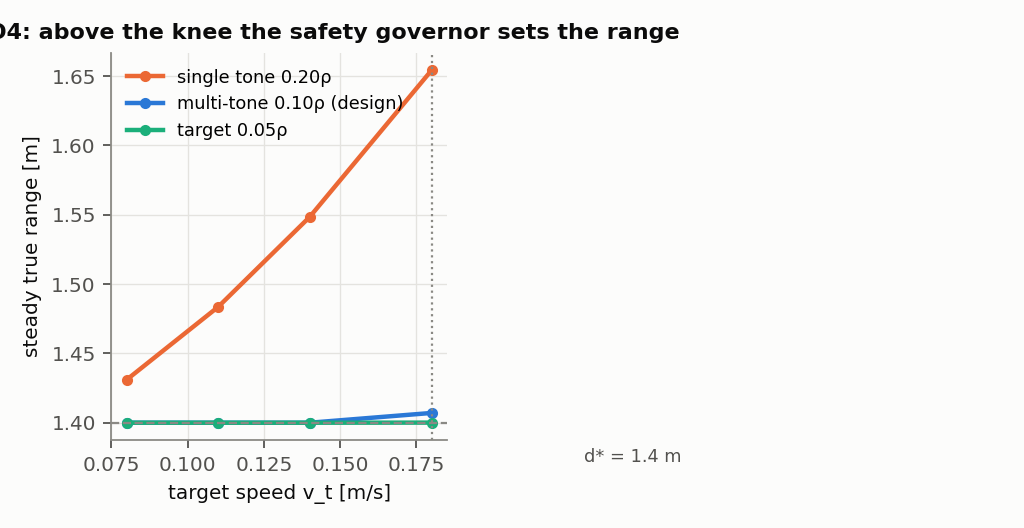 04: above the knee the safety governor sets the range
single tone 0.20ρ
multi-tone 0.10ρ (design)
target 0.05ρ
steady true range [m]
1.65
1.60
1.55
1.50
1.45
1.40
0.075 0.100 0.125 0.150 0.175
target speed v_t [m/s]
d* = 1.4 m